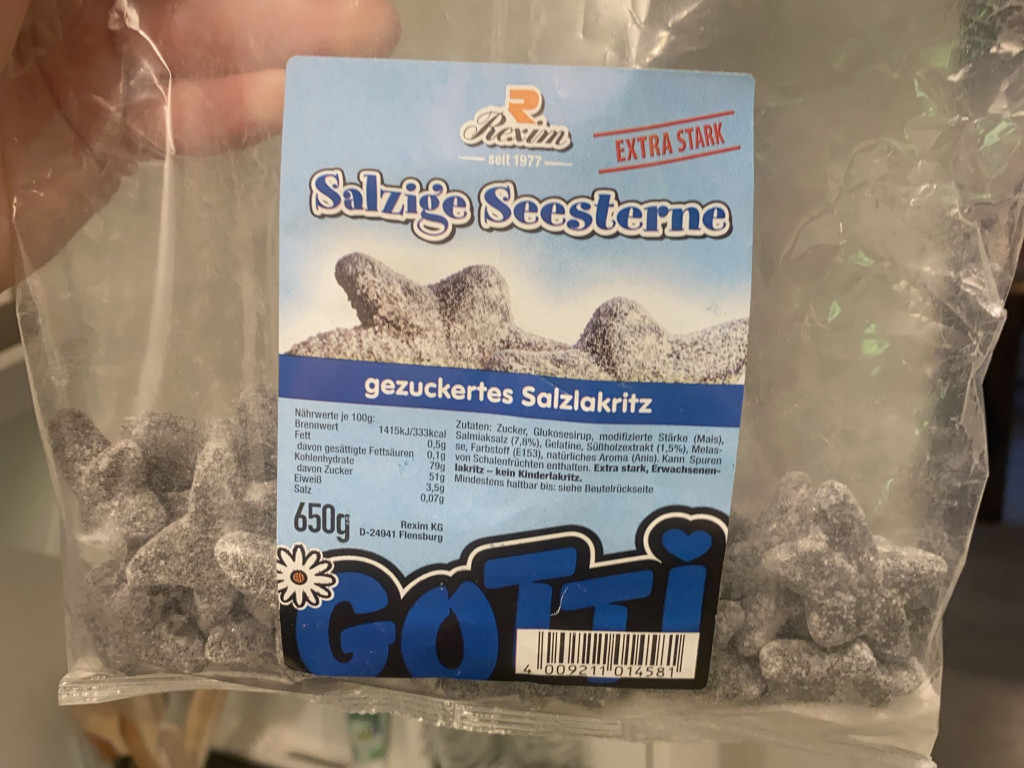 R
Rexim
seit 1977
EXTRA STARK
Salzige Seesterne
gezuckertes Salzlakritz
Nährwerte je 100g:
Brennwert 1415kJ/333kcal
Fett 0,5g
davon gesättigte Fettsäuren 0,1g
Kohlenhydrate 79g
davon Zucker 51g
Eiweiß 3,5g
Salz 0,07g
Zutaten: Zucker, Glukosesirup, modifizierte Stärke (Mais),
Salmiaksalz (7,8%), Gelatine, Süßholzextrakt (1,5%), Melas-
se, Farbstoff (E153), natürliches Aroma (Anis). Kann Spuren
von Schalenfrüchten enthalten. Extra stark, Erwachsenen-
lakritz – kein Kinderlakritz.
Mindestens haltbar bis: siehe Beutelrückseite
650g
Rexim KG
D-24941 Flensburg
GOTTi
4 009211 014581